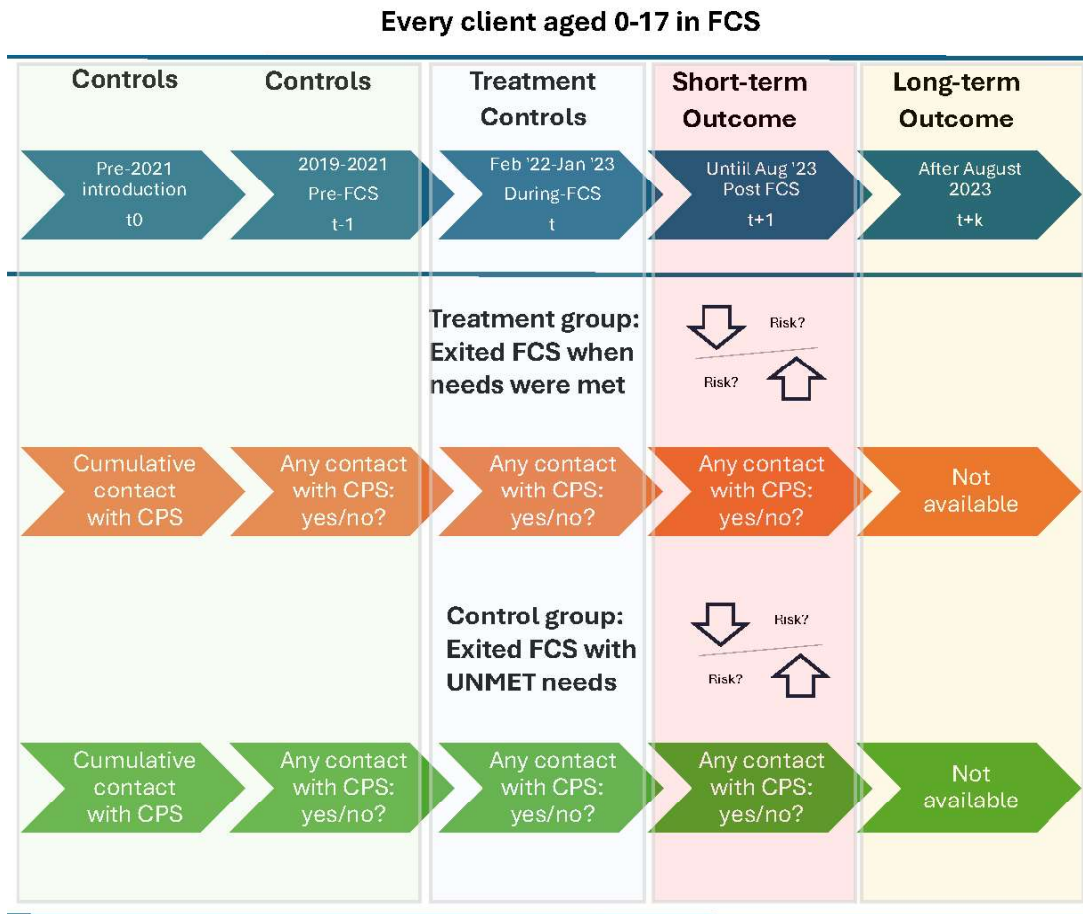 Every client aged 0-17 in FCS
Controls
Controls
Treatment
Controls
Short-term
Outcome
Long-term
Outcome
Pre-2021
introduction
t0
2019-2021
Pre-FCS
t-1
Feb '22-Jan '23
During-FCS
t
Untiil Aug '23
Post FCS
t+1
After August
2023
t+k
Treatment group:
Exited FCS when
needs were met
Risk?
Risk?
Cumulative
contact
with CPS
Any contact
with CPS:
yes/no?
Any contact
with CPS:
yes/no?
Any contact
with CPS:
yes/no?
Not
available
Control group:
Exited FCS with
UNMET needs
Risk?
Risk?
Cumulative
contact
with CPS
Any contact
with CPS:
yes/no?
Any contact
with CPS:
yes/no?
Any contact
with CPS:
yes/no?
Not
available